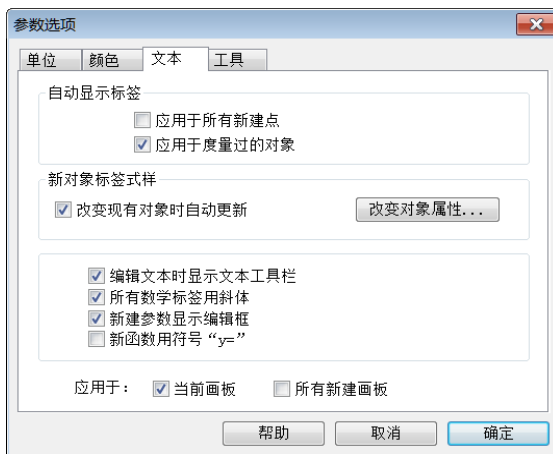 参数选项
单位 颜色 文本 工具
自动显示标签
应用于所有新建点
应用于度量过的对象
新对象标签式样
改变现有对象时自动更新 改变对象属性...
编辑文本时显示文本工具栏
所有数学标签用斜体
新建参数显示编辑框
新函数用符号“y=”
应用于： 当前画板 所有新建画板
帮助 取消 确定